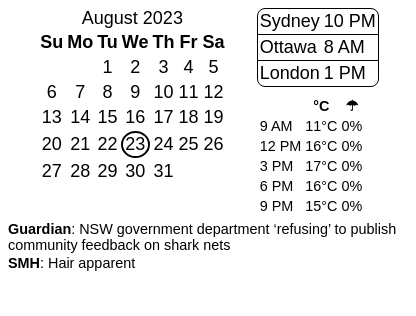 August 2023
Su Mo Tu We Th Fr Sa
1 2 3 4 5
6 7 8 9 10 11 12
13 14 15 16 17 18 19
20 21 22 23 24 25 26
27 28 29 30 31
Sydney 10 PM
Ottawa 8 AM
London 1 PM
°C ☂
9 AM 11°C 0%
12 PM 16°C 0%
3 PM 17°C 0%
6 PM 16°C 0%
9 PM 15°C 0%
Guardian: NSW government department ‘refusing’ to publish
community feedback on shark nets
SMH: Hair apparent